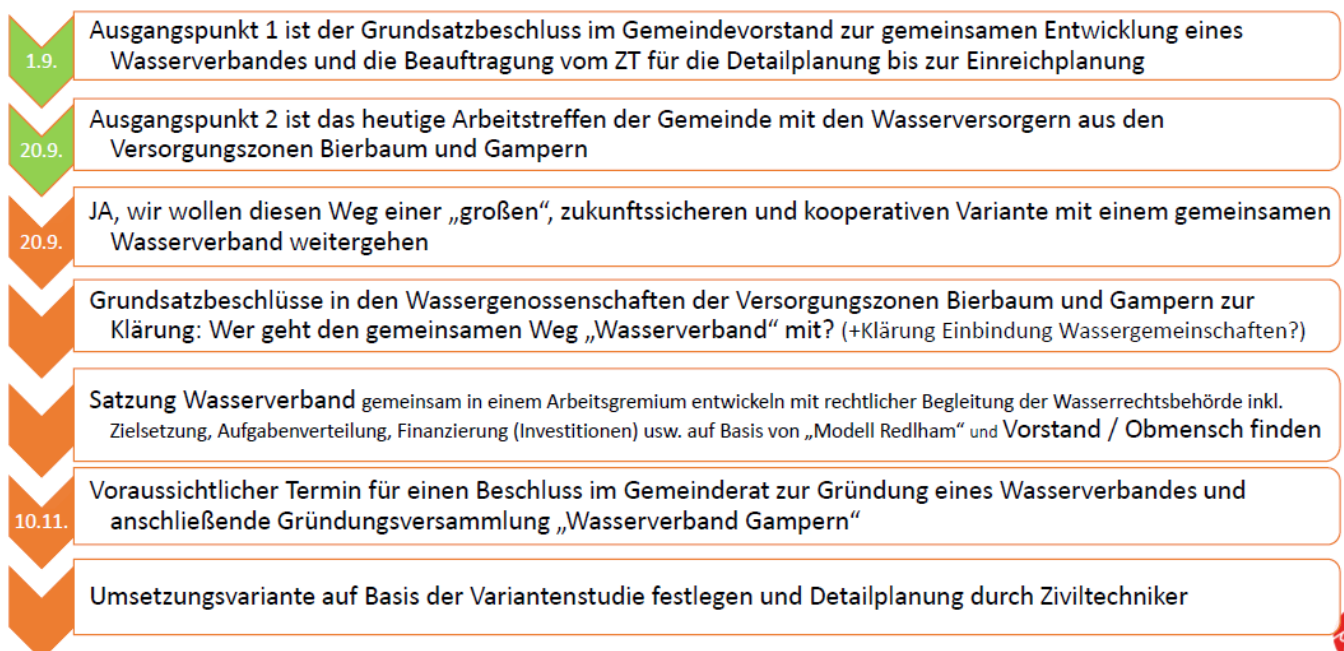 1.9.
Ausgangspunkt 1 ist der Grundsatzbeschluss im Gemeindevorstand zur gemeinsamen Entwicklung eines
Wasserverbandes und die Beauftragung vom ZT für die Detailplanung bis zur Einreichplanung
20.9.
Ausgangspunkt 2 ist das heutige Arbeitstreffen der Gemeinde mit den Wasserversorgern aus den
Versorgungszonen Bierbaum und Gampern
20.9.
JA, wir wollen diesen Weg einer „großen“, zukunftssicheren und kooperativen Variante mit einem gemeinsamen
Wasserverband weitergehen
Grundsatzbeschlüsse in den Wassergenossenschaften der Versorgungszonen Bierbaum und Gampern zur
Klärung: Wer geht den gemeinsamen Weg „Wasserverband“ mit? (+Klärung Einbindung Wassergemeinschaften?)
Satzung Wasserverband gemeinsam in einem Arbeitsgremium entwickeln mit rechtlicher Begleitung der Wasserrechtsbehörde inkl.
Zielsetzung, Aufgabenverteilung, Finanzierung (Investitionen) usw. auf Basis von „Modell Redlham“ und Vorstand / Obmensch finden
10.11.
Voraussichtlicher Termin für einen Beschluss im Gemeinderat zur Gründung eines Wasserverbandes und
anschließende Gründungsversammlung „Wasserverband Gampern“
Umsetzungsvariante auf Basis der Variantenstudie festlegen und Detailplanung durch Ziviltechniker